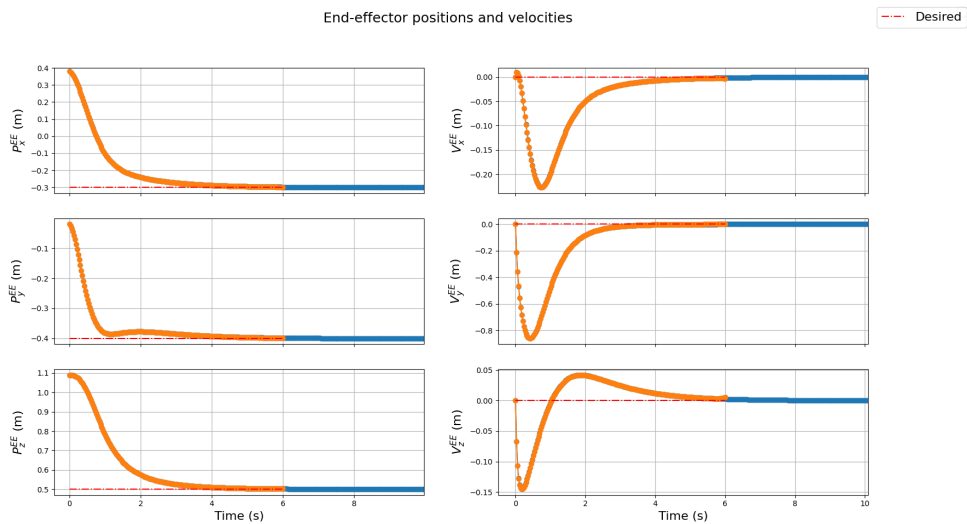 End-effector positions and velocities
Desired
P_x^{EE} (m)
0.4
0.3
0.2
0.1
0.0
−0.1
−0.2
−0.3
V_x^{EE} (m)
0.00
−0.05
−0.10
−0.15
−0.20
P_y^{EE} (m)
−0.1
−0.2
−0.3
−0.4
V_y^{EE} (m)
0.0
−0.2
−0.4
−0.6
−0.8
P_z^{EE} (m)
1.1
1.0
0.9
0.8
0.7
0.6
0.5
0 2 4 6 8
Time (s)
V_z^{EE} (m)
0.05
0.00
−0.05
−0.10
−0.15
0 2 4 6 8 10
Time (s)